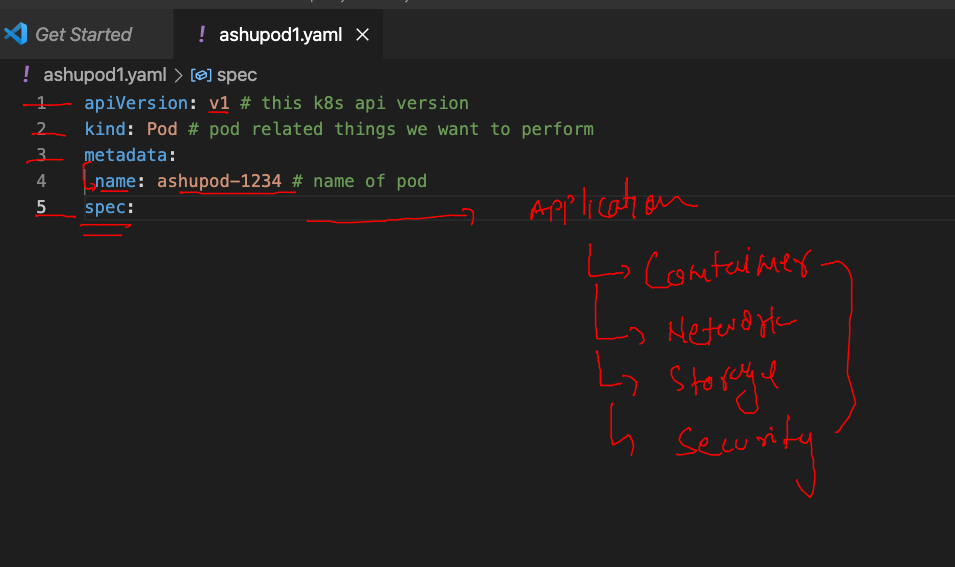 Get Started
! ashupod1.yaml ×
! ashupod1.yaml > spec
1 apiVersion: v1 # this k8s api version
2 kind: Pod # pod related things we want to perform
3 metadata:
4 name: ashupod-1234 # name of pod
5 spec:
Application
Container
Network
Storage
Security